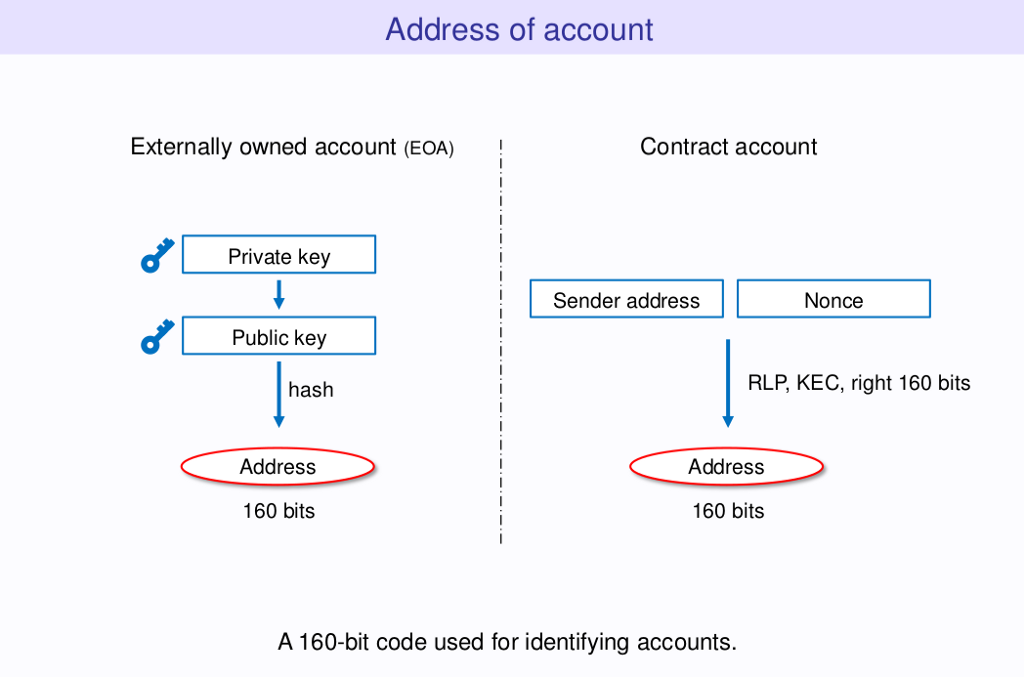 Address of account
Externally owned account (EOA)
Private key
Public key
hash
Address
160 bits
Contract account
Sender address
Nonce
RLP, KEC, right 160 bits
Address
160 bits
A 160-bit code used for identifying accounts.